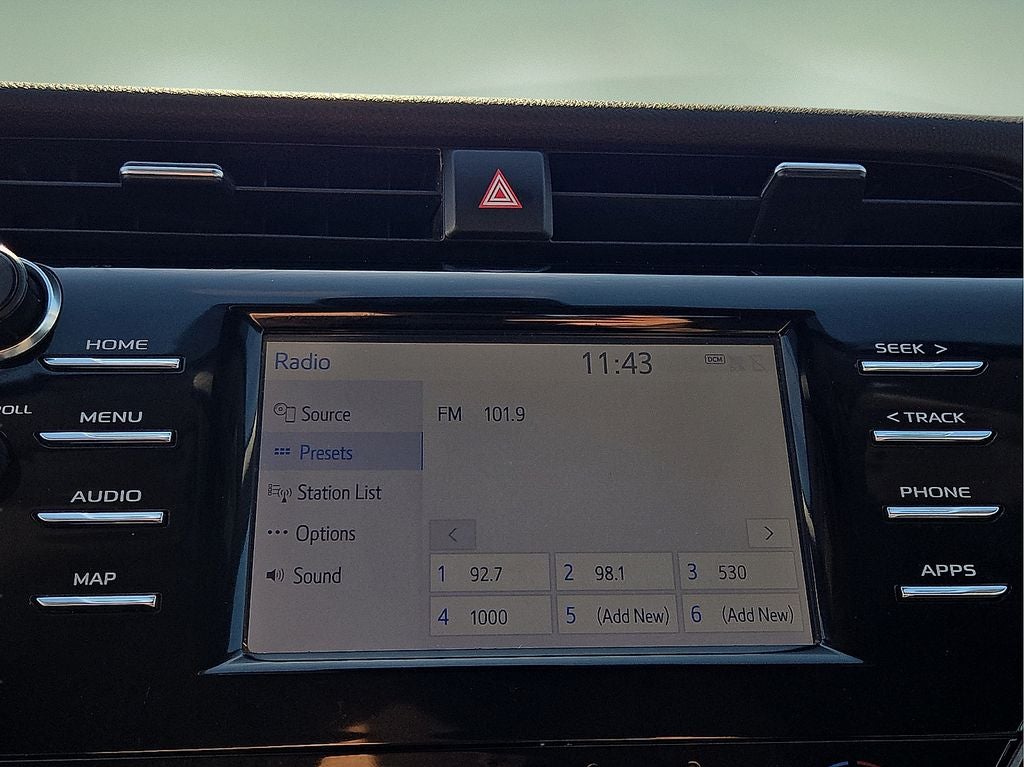 HOME
MENU
AUDIO
MAP
OLL
Radio
11:43
DCM
Source
Presets
Station List
Options
Sound
FM 101.9
<
>
1 92.7
2 98.1
3 530
4 1000
5 (Add New)
6 (Add New)
SEEK >
< TRACK
PHONE
APPS